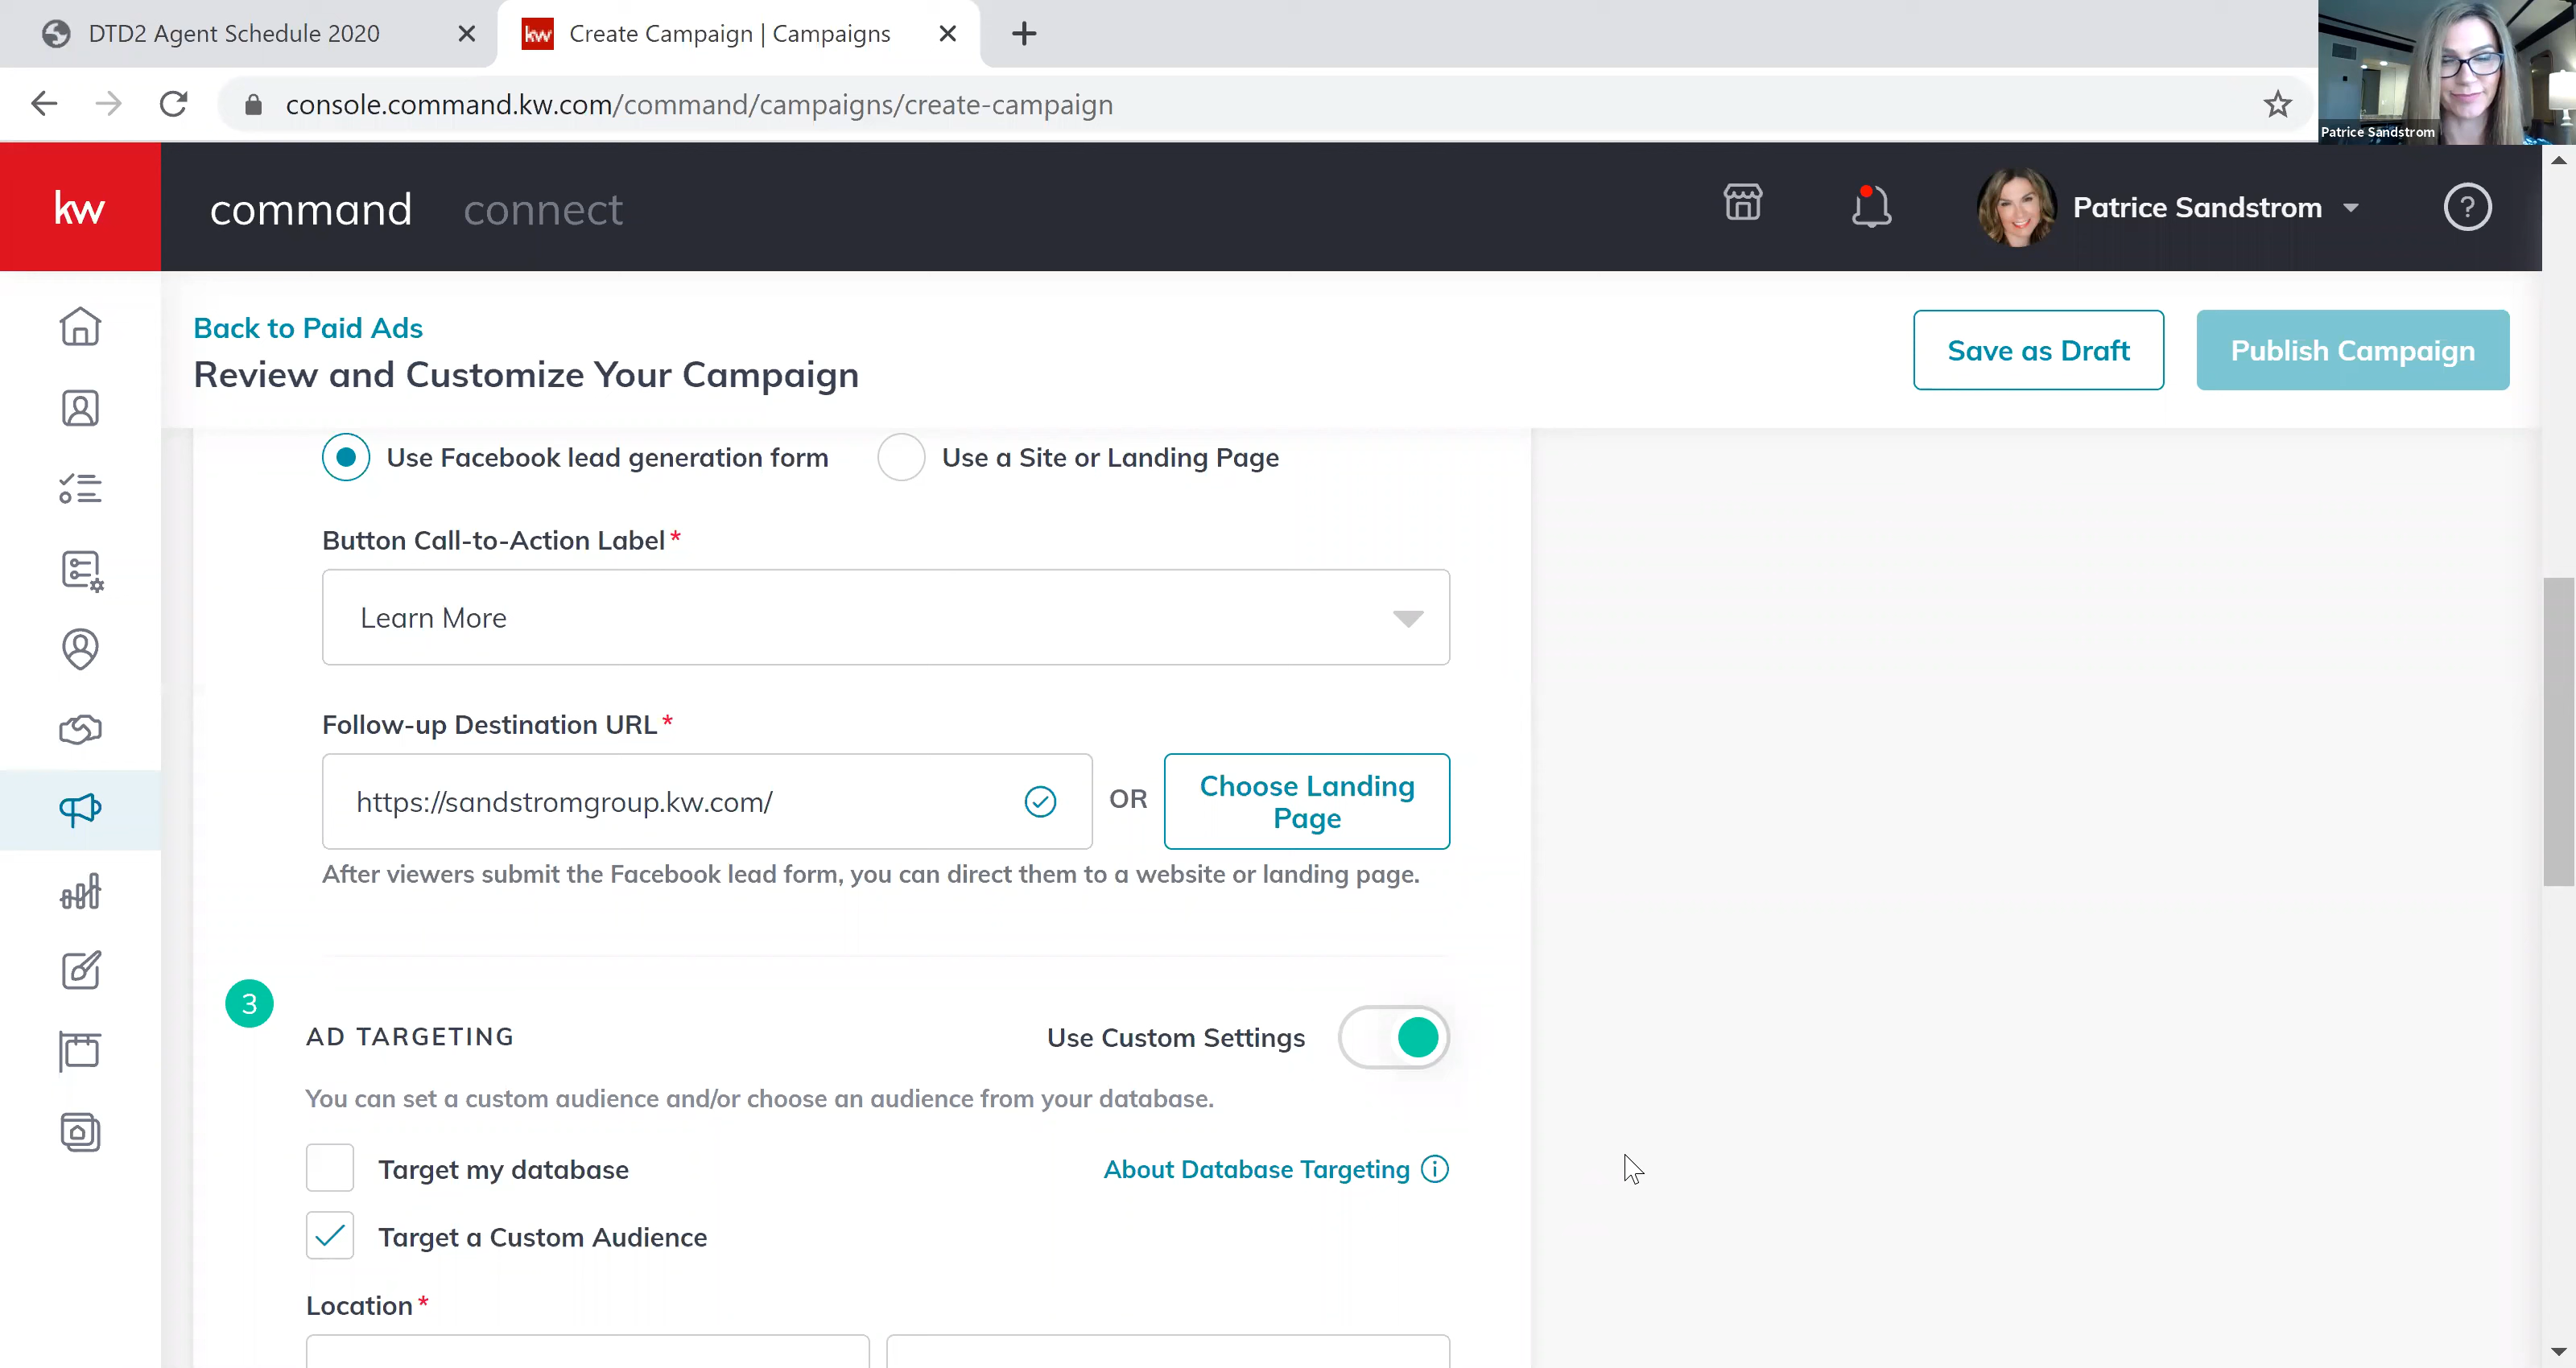 DTD2 Agent Schedule 2020
kw Create Campaign | Campaigns
console.command.kw.com/command/campaigns/create-campaign
Patrice Sandstrom
kw command connect Patrice Sandstrom ?
Back to Paid Ads
Review and Customize Your Campaign
Save as Draft Publish Campaign
Use Facebook lead generation form Use a Site or Landing Page
Button Call-to-Action Label*
Learn More
Follow-up Destination URL*
https://sandstromgroup.kw.com/ OR Choose Landing
Page
After viewers submit the Facebook lead form, you can direct them to a website or landing page.
3
AD TARGETING Use Custom Settings
You can set a custom audience and/or choose an audience from your database.
Target my database About Database Targeting i
Target a Custom Audience
Location*